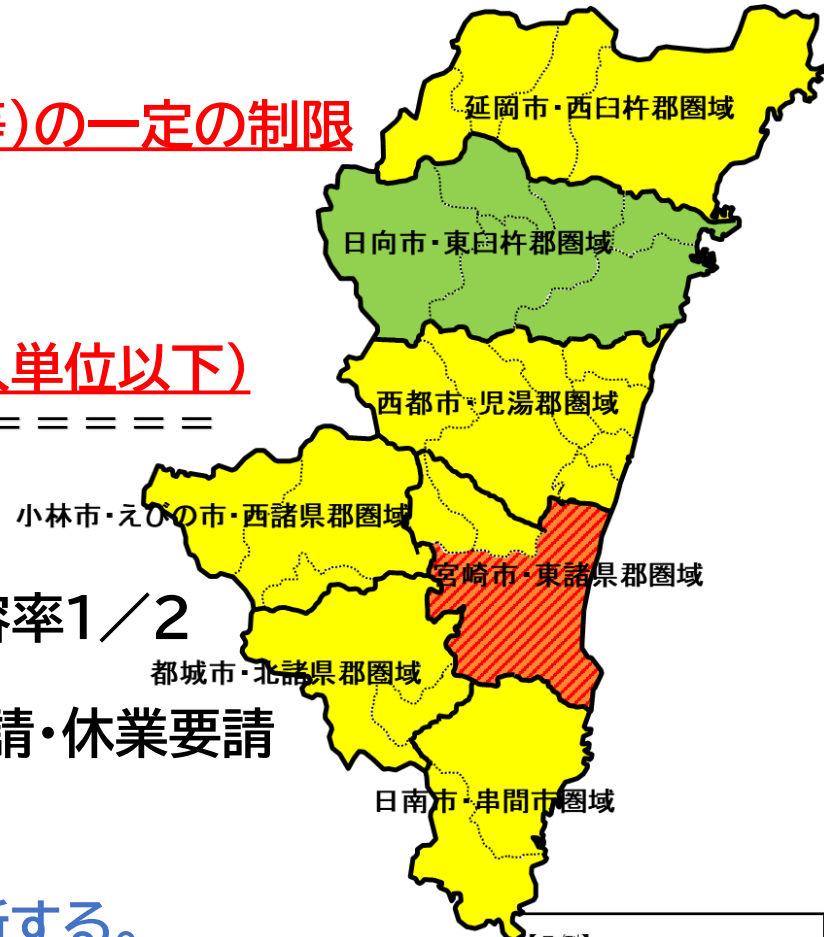 延岡市・西臼杵郡圏域
等)の一定の制限
日向市・東臼杵郡圏域
人単位以下)
西都市・児湯郡圏域
=====
小林市・えびの市・西諸県郡圏域
宮崎市・東諸県郡圏域
容率1/2
都城市・北諸県郡圏域
請・休業要請
日南市・串間市圏域
断する。